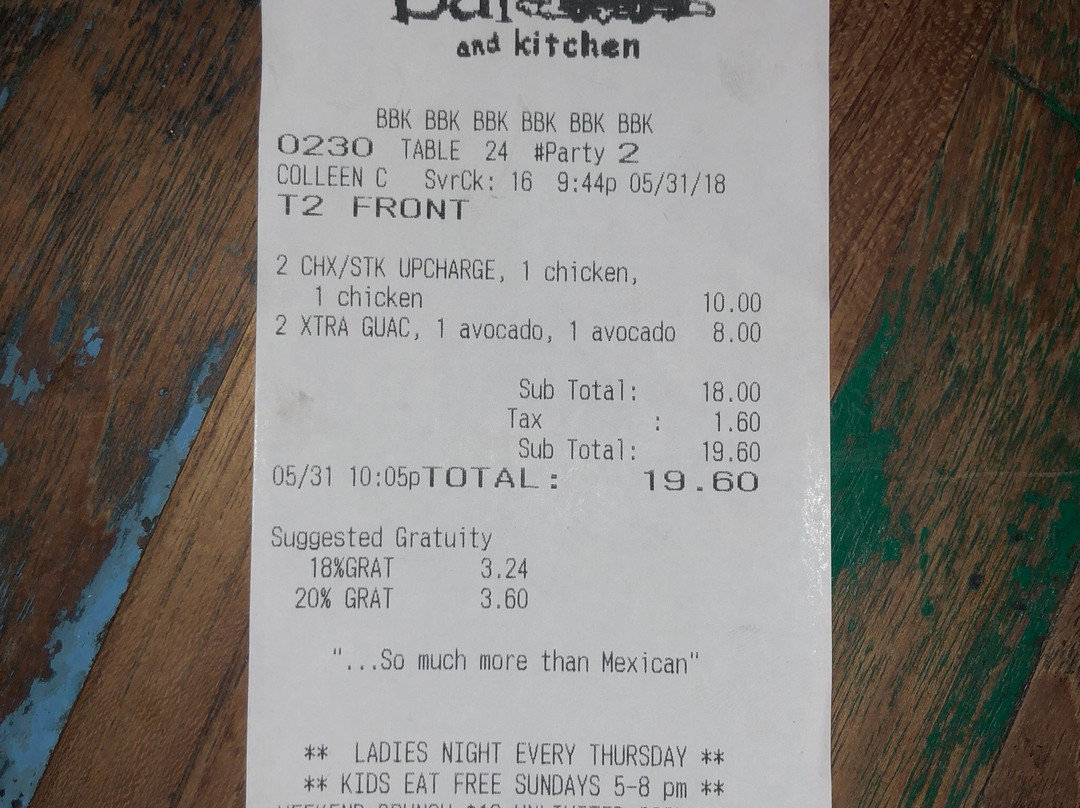 and kitchen
BBK BBK BBK BBK BBK BBK
0230 TABLE 24 #Party 2
COLLEEN C SvrCk: 16 9:44p 05/31/18
T2 FRONT
2 CHX/STK UPCHARGE, 1 chicken,
1 chicken 10.00
2 XTRA GUAC, 1 avocado, 1 avocado 8.00
Sub Total: 18.00
Tax : 1.60
Sub Total: 19.60
05/31 10:05pTOTAL: 19.60
Suggested Gratuity
18%GRAT 3.24
20% GRAT 3.60
"...So much more than Mexican"
** LADIES NIGHT EVERY THURSDAY **
** KIDS EAT FREE SUNDAYS 5-8 pm **